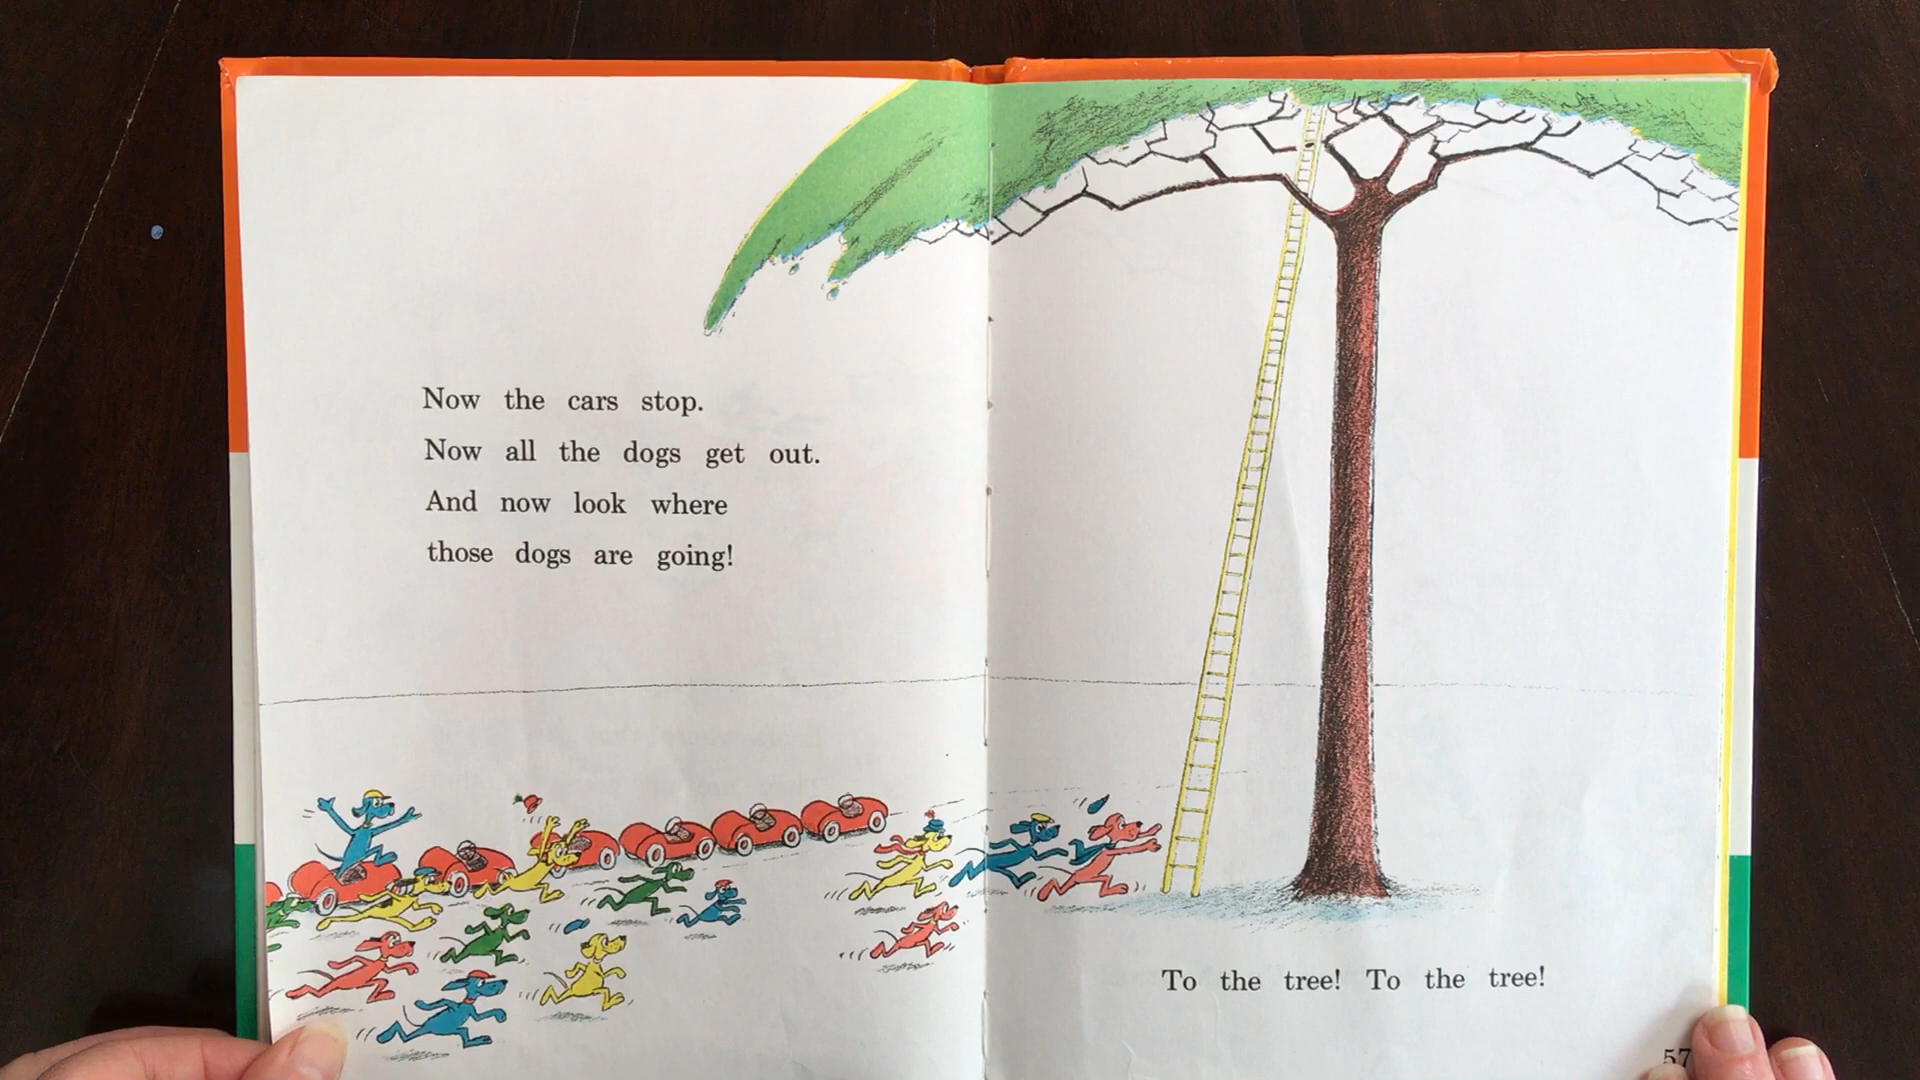 Now the cars stop.
Now all the dogs get out.
And now look where
those dogs are going!
To the tree! To the tree!
57